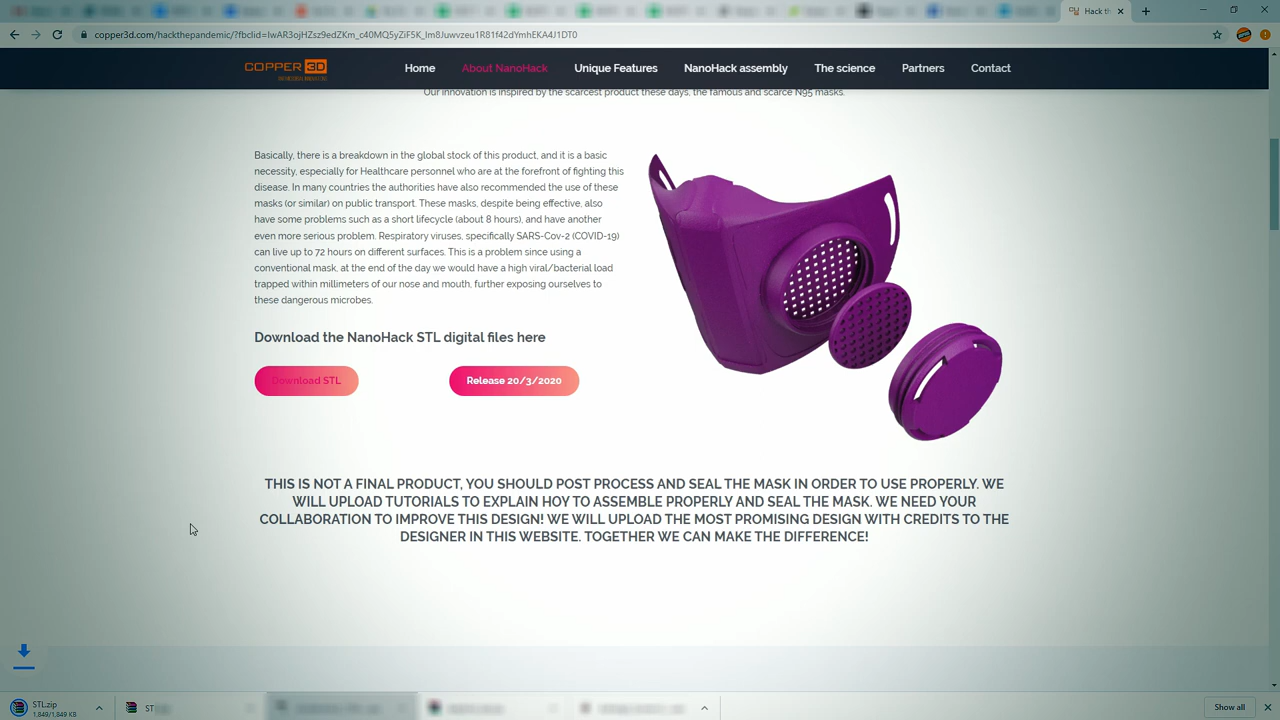 Hack th
copper3d.com/hackthepandemic/?fbclid=IwAR3ojHZsz9edZKm_c40MQ5yZiF5K_lm8Juwvzeu1R81f42dYmhEKA4J1DT0
COPPER 3D
Home
About NanoHack
Unique Features
NanoHack assembly
The science
Partners
Contact
Our innovation is inspired by the scarcest product these days, the famous and scarce N95 masks.
Basically, there is a breakdown in the global stock of this product, and it is a basic
necessity, especially for Healthcare personnel who are at the forefront of fighting this
disease. In many countries the authorities have also recommended the use of these
masks (or similar) on public transport. These masks, despite being effective, also
have some problems such as a short lifecycle (about 8 hours), and have another
even more serious problem. Respiratory viruses, specifically SARS-Cov-2 (COVID-19)
can live up to 72 hours on different surfaces. This is a problem since using a
conventional mask, at the end of the day we would have a high viral/bacterial load
trapped within millimeters of our nose and mouth, further exposing ourselves to
these dangerous microbes.
Download the NanoHack STL digital files here
Download STL
Release 20/3/2020
THIS IS NOT A FINAL PRODUCT, YOU SHOULD POST PROCESS AND SEAL THE MASK IN ORDER TO USE PROPERLY. WE
WILL UPLOAD TUTORIALS TO EXPLAIN HOY TO ASSEMBLE PROPERLY AND SEAL THE MASK. WE NEED YOUR
COLLABORATION TO IMPROVE THIS DESIGN! WE WILL UPLOAD THE MOST PROMISING DESIGN WITH CREDITS TO THE
DESIGNER IN THIS WEBSITE. TOGETHER WE CAN MAKE THE DIFFERENCE!
STL.zip
1,849/1,849 KB
ST
Show all